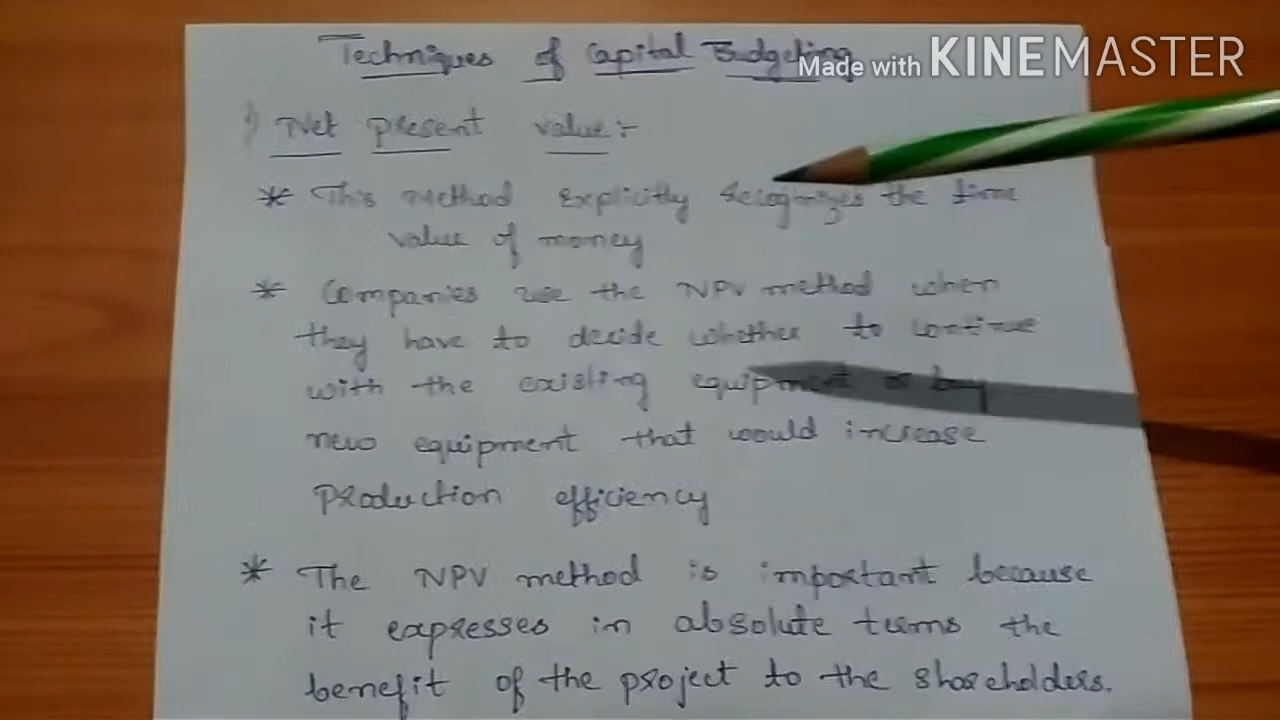 Techniques of Capital Budgeting
Made with KINEMASTER
1) Net present value:-
* This method explicitly recognizes the time
value of money
* Companies use the NPV method when
they have to decide whether to continue
with the existing equipment or buy
new equipment that would increase
production efficiency
* The NPV method is important because
it expresses in absolute terms the
benefit of the project to the shareholders.